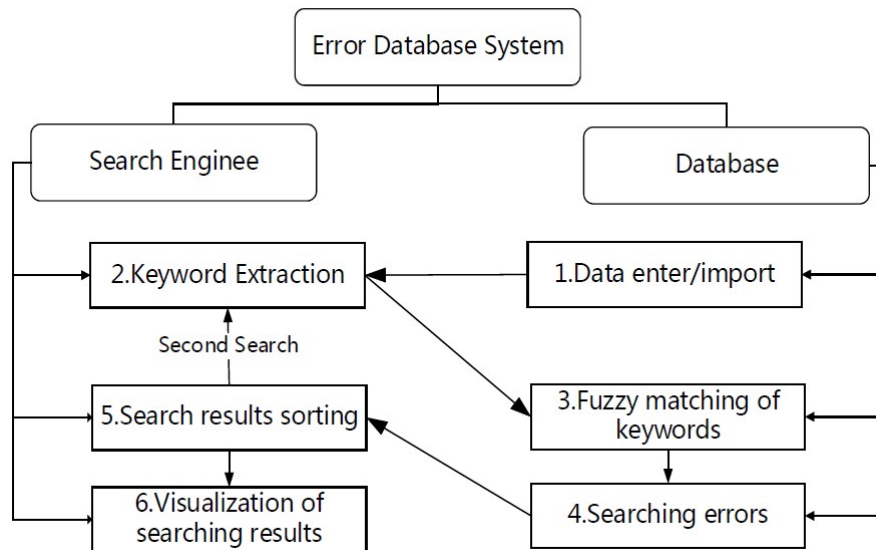 Error Database System
Search Enginee
Database
2.Keyword Extraction
1.Data enter/import
Second Search
5.Search results sorting
3.Fuzzy matching of
keywords
6.Visualization of
searching results
4.Searching errors